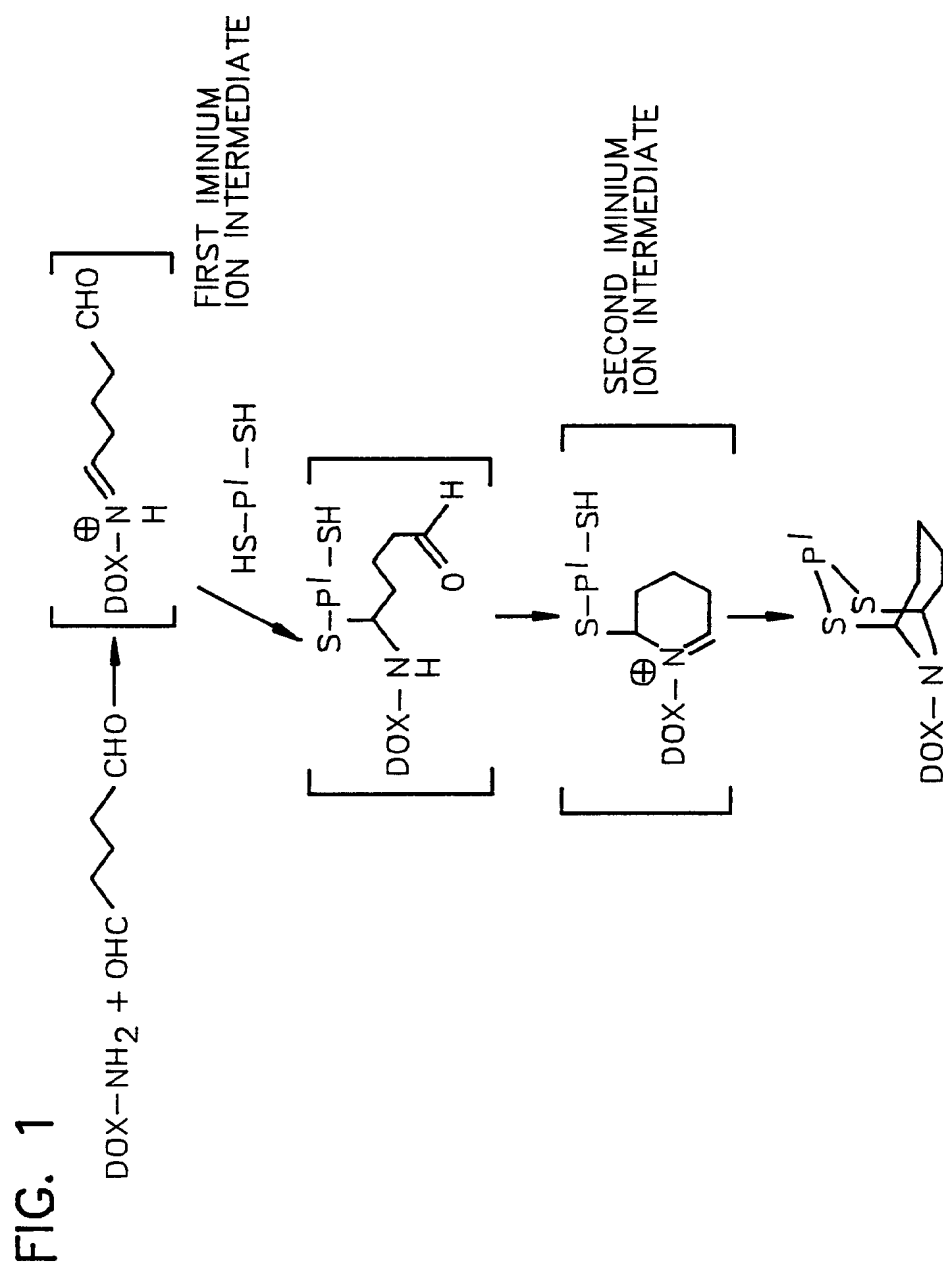 FIG. 1
DOX—NH2 + OHC CHO
DOX—N
⊕
H
CHO
FIRST IMINIUM
ION INTERMEDIATE
HS—P^I—SH
S—P^I—SH
DOX—N
H
O
H
S—P^I—SH
⊕
DOX—N
SECOND IMINIUM
ION INTERMEDIATE
P^I
S
S
DOX—N